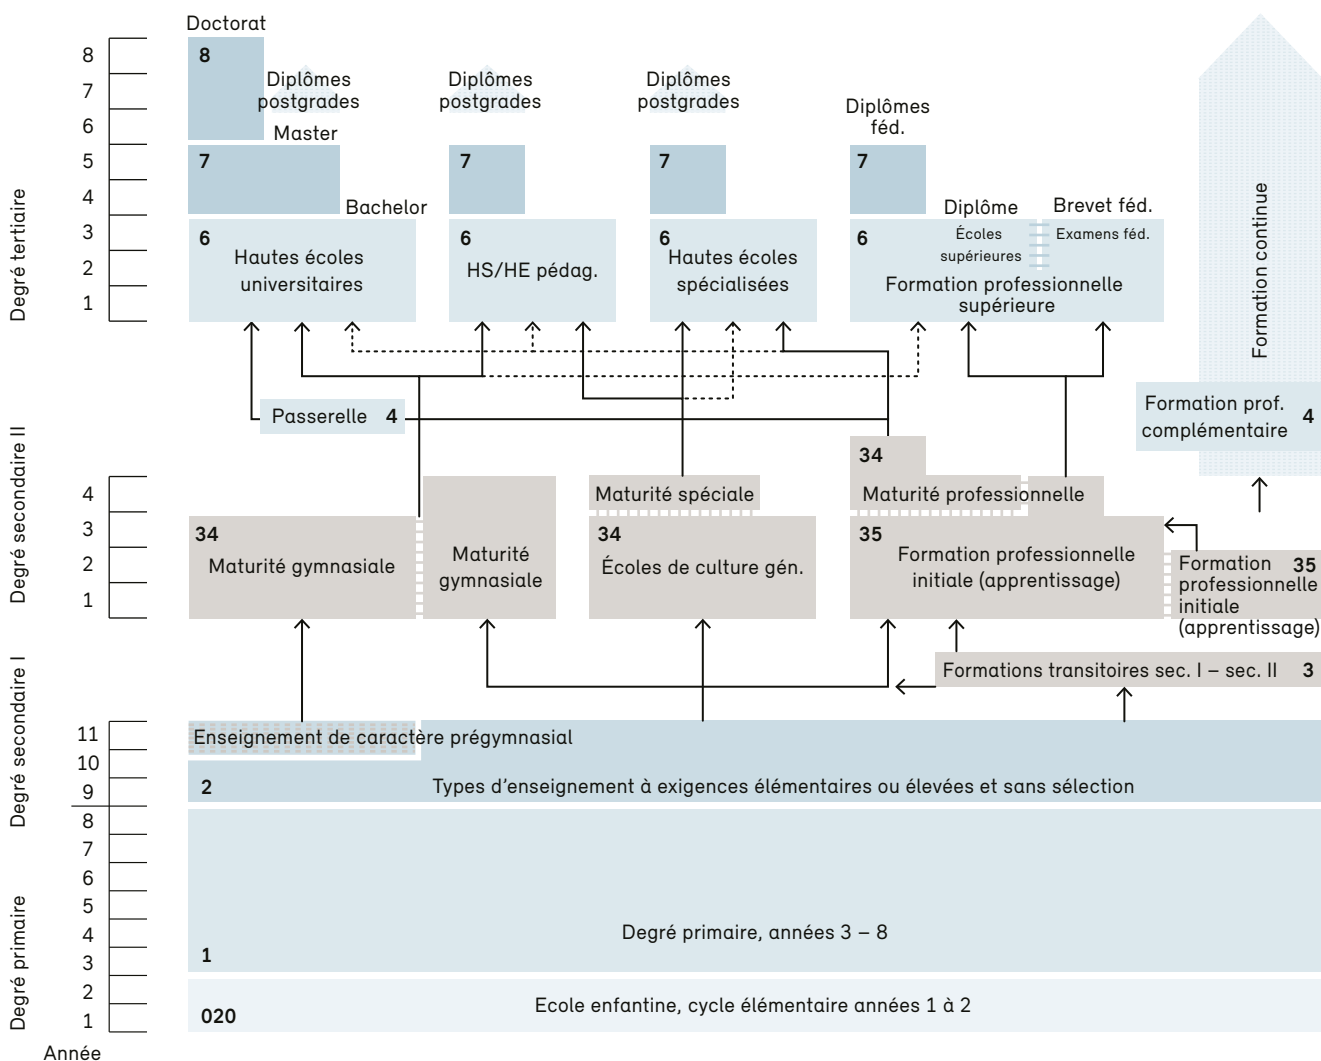 Doctorat
8
8
Diplômes
postgrades
Diplômes
postgrades
Diplômes
postgrades
7
Diplômes
féd.
6
Master
5
7
7
7
7
4
Bachelor
Diplôme
Brevet féd.
Degré tertiaire
3
6
Hautes écoles
universitaires
6
HS/HE pédag.
6
Hautes écoles
spécialisées
6
Écoles
supérieures
Examens féd.
Formation professionnelle
supérieure
2
1
Formation continue
Passerelle 4
Formation prof.
complémentaire 4
Degré secondaire II
4
3
2
1
34
Maturité gymnasiale
Maturité
gymnasiale
Maturité spéciale
34
Écoles de culture gén.
34
Maturité professionnelle
35
Formation professionnelle
initiale (apprentissage)
Formation 35
professionnelle
initiale
(apprentissage)
Formations transitoires sec. I – sec. II 3
Degré secondaire I
11
10
9
Enseignement de caractère prégymnasial
2
Types d’enseignement à exigences élémentaires ou élevées et sans sélection
Degré primaire
8
7
6
5
4
3
2
1
Degré primaire, années 3 – 8
1
Ecole enfantine, cycle élémentaire années 1 à 2
020
Année